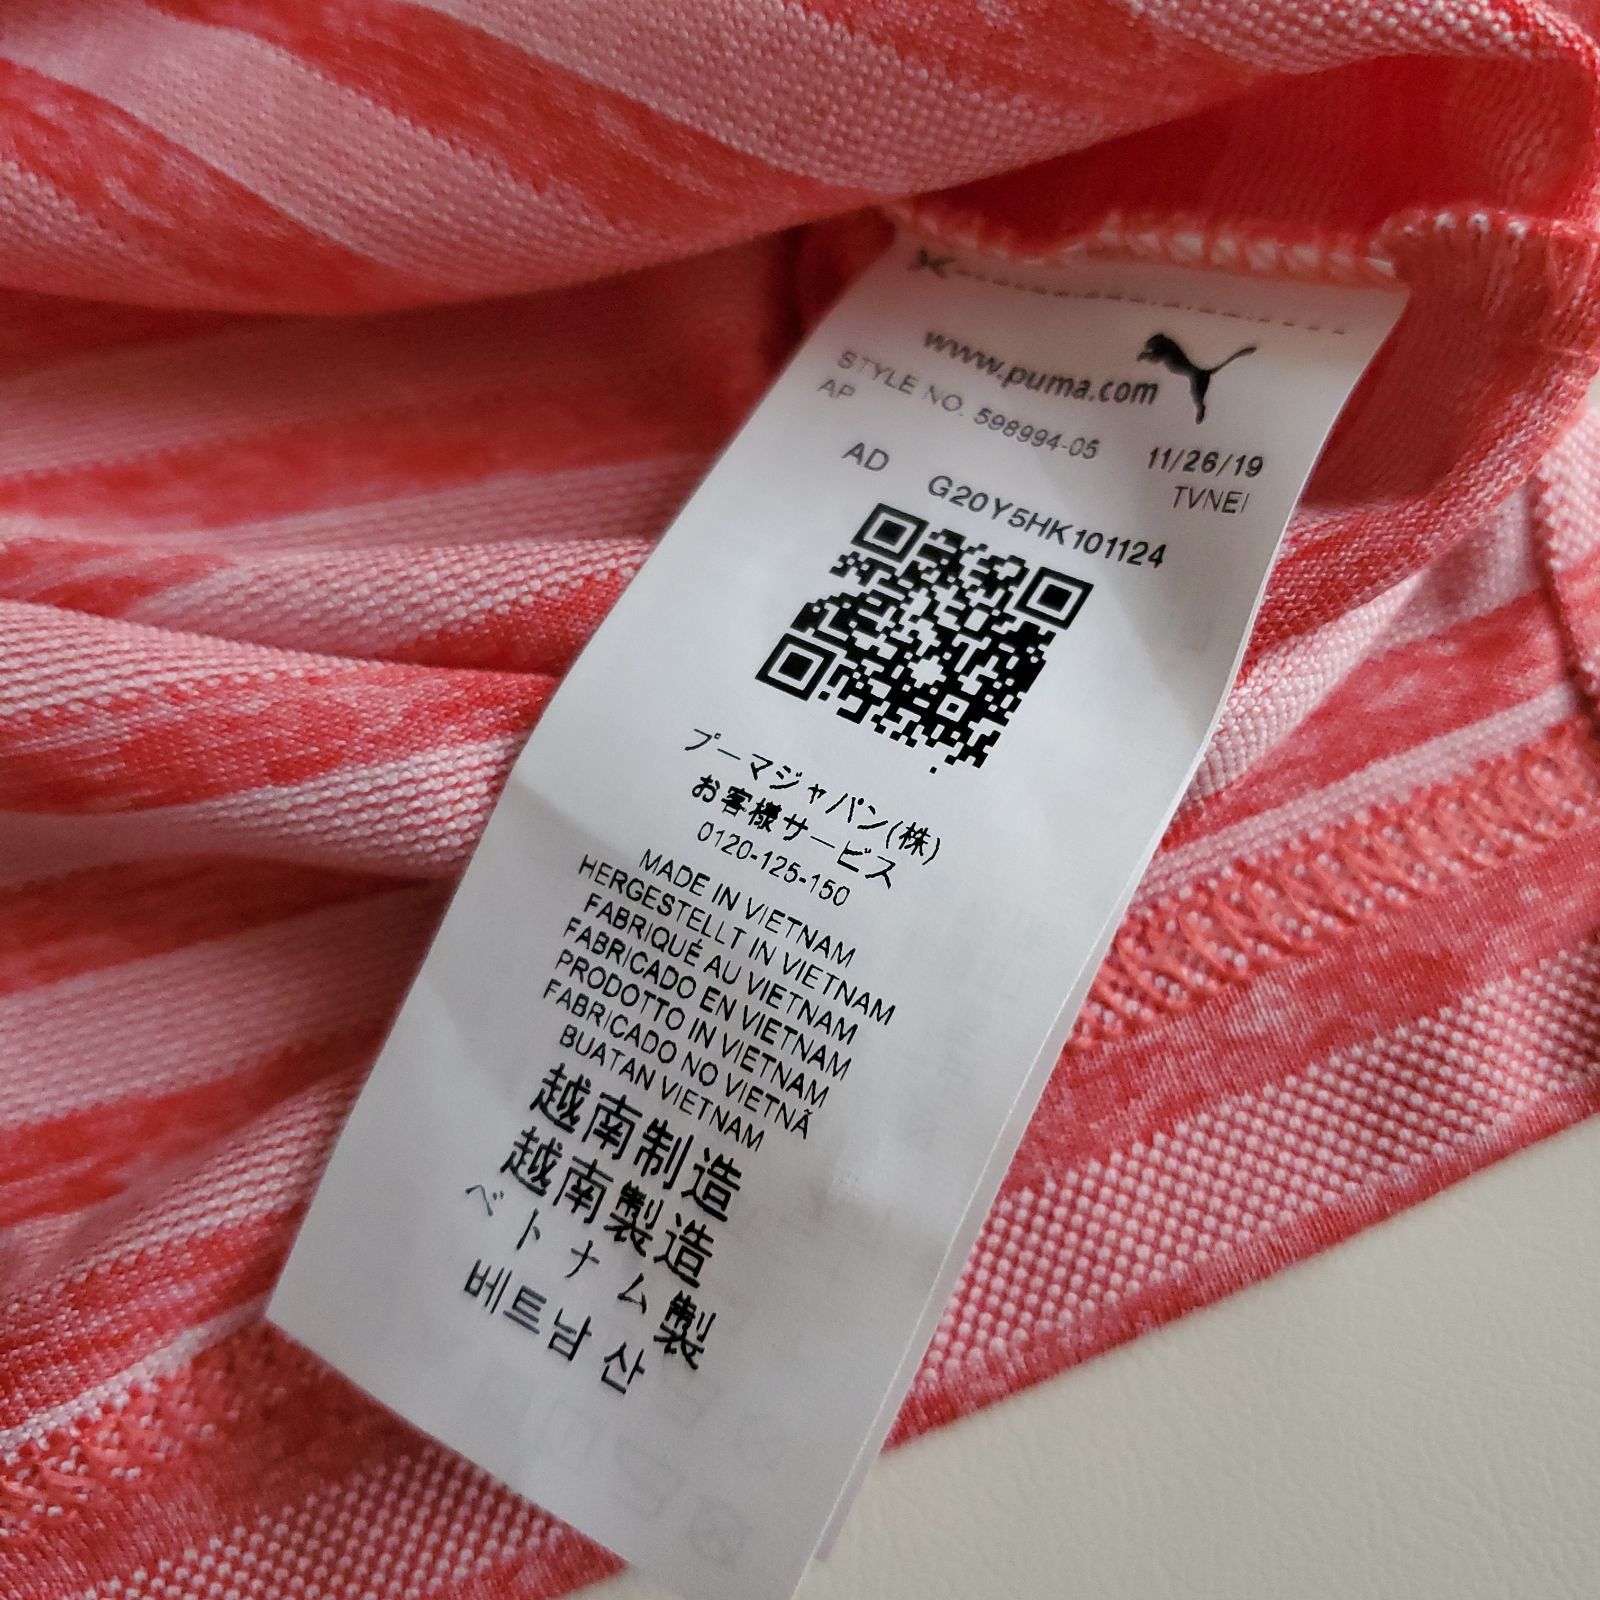 www.puma.com
STYLE NO. 598994-05 11/26/19
AP TVNEI
AD G20Y5HK101124
プーマジャパン(株)
お客様サービス
0120-125-150
MADE IN VIETNAM
HERGESTELLT IN VIETNAM
FABRIQUÉ AU VIETNAM
FABRICADO EN VIETNAM
PRODOTTO IN VIETNAM
FABRICADO NO VIETNÃ
BUATAN VIETNAM
越南制造
越南製造
ベトナム製
베트남 산